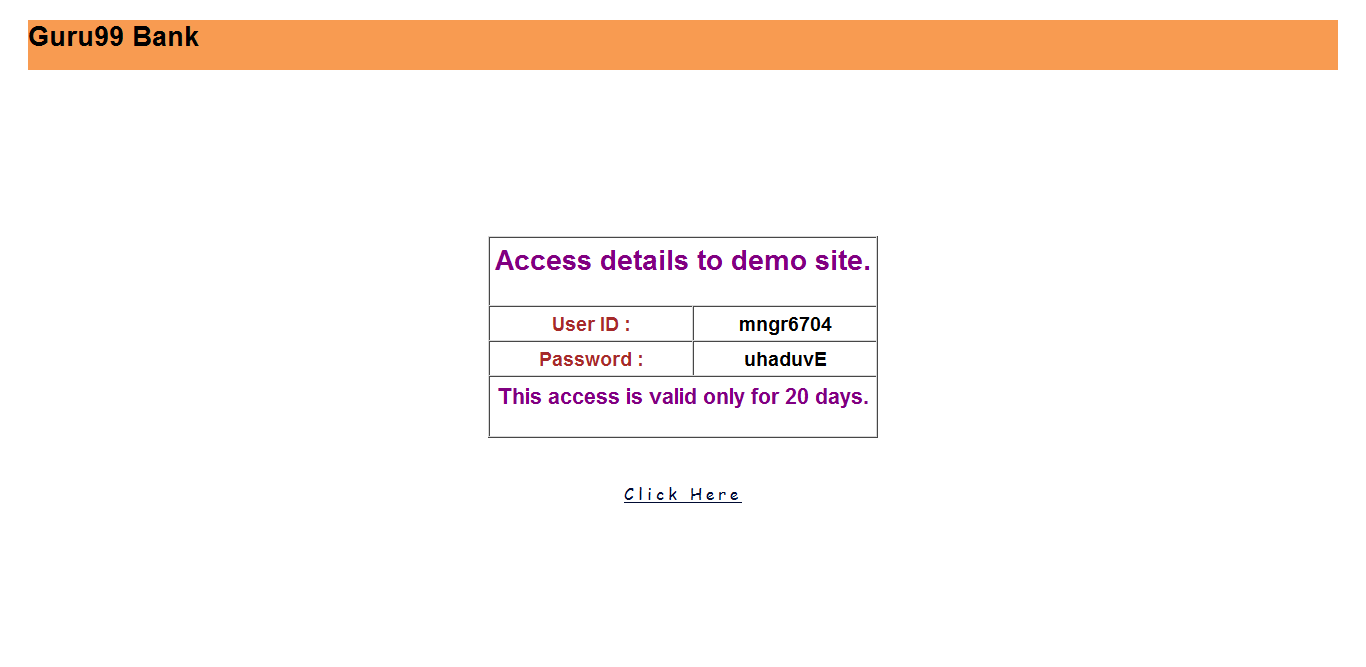 Guru99 Bank
Access details to demo site.
User ID : mngr6704
Password : uhaduvE
This access is valid only for 20 days.
Click Here